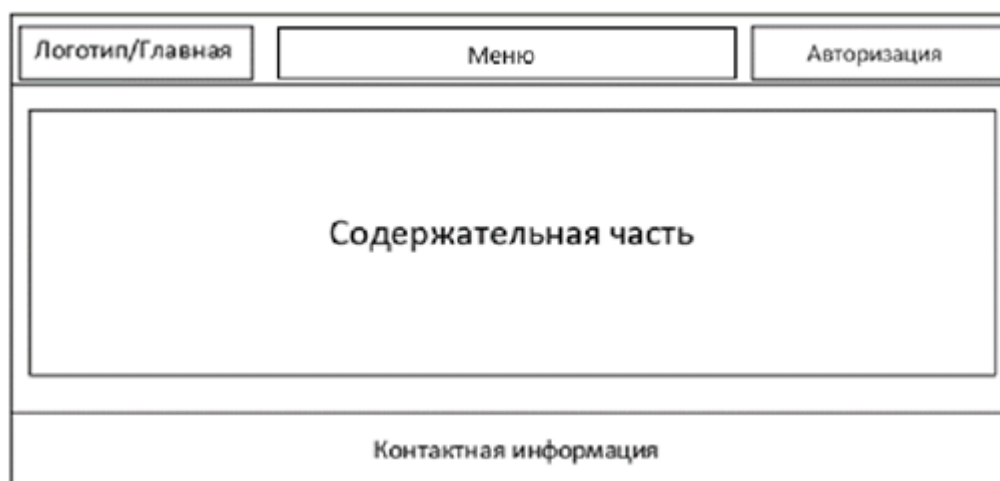 Логотип/Главная
Меню
Авторизация
Содержательная часть
Контактная информация